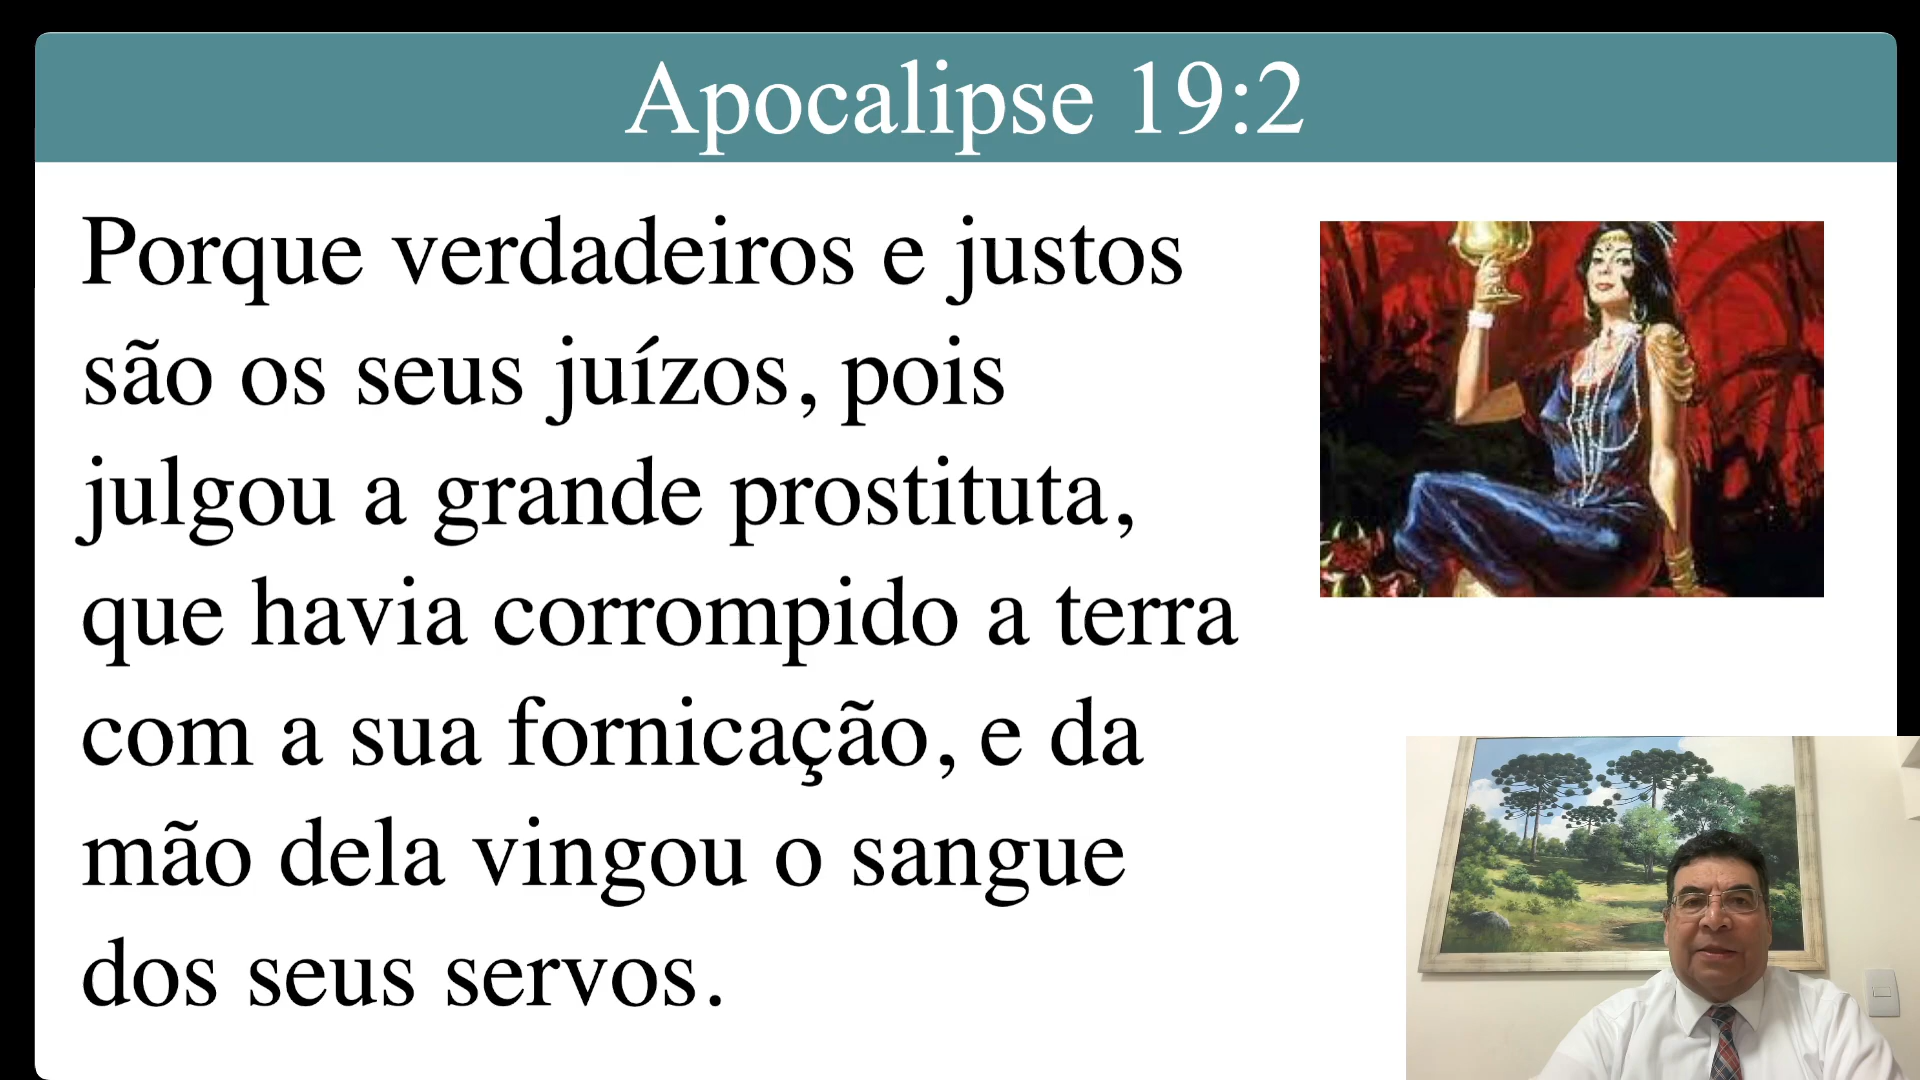 Apocalipse 19:2
Porque verdadeiros e justos
são os seus juízos, pois
julgou a grande prostituta,
que havia corrompido a terra
com a sua fornicação, e da
mão dela vingou o sangue
dos seus servos.